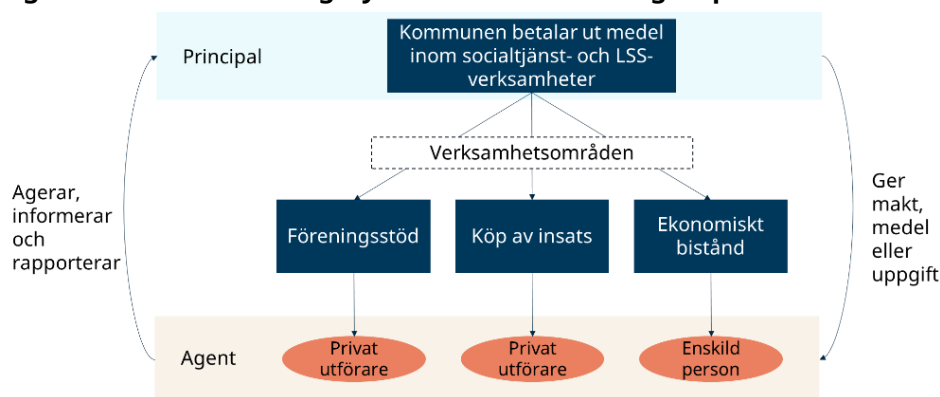 Kommunen betalar ut medel
inom socialtjänst- och LSS-
verksamheter
Principal
Verksamhetsområden
Agerar,
informerar
och
rapporterar
Ger
makt,
medel
eller
uppgift
Föreningsstöd
Köp av insats
Ekonomiskt
bistånd
Agent
Privat
utförare
Privat
utförare
Enskild
person